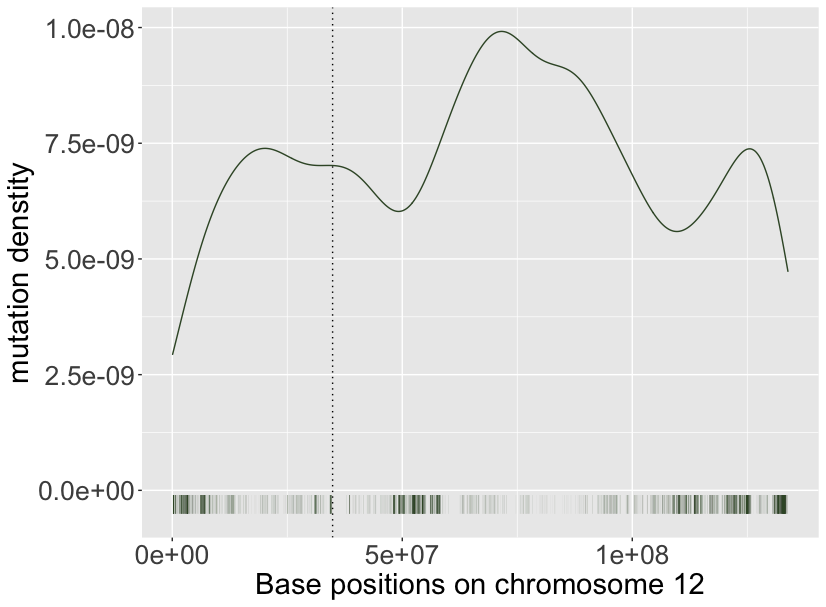 mutation denstity
1.0e-08
7.5e-09
5.0e-09
2.5e-09
0.0e+00
0e+00
5e+07
1e+08
Base positions on chromosome 12